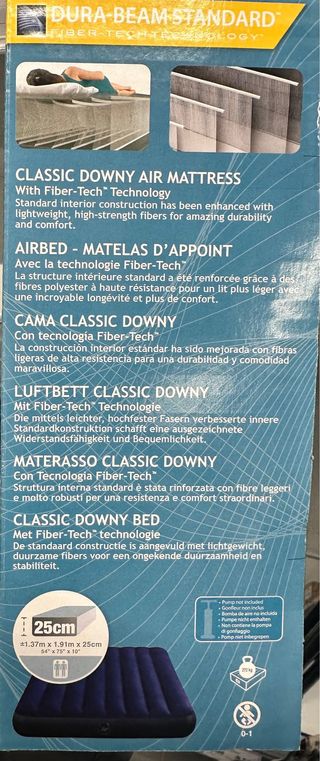 DURA-BEAM STANDARD™
FIBER-TECH TECHNOLOGY™
CLASSIC DOWNY AIR MATTRESS
With Fiber-Tech™ Technology
Standard interior construction has been enhanced with
lightweight, high-strength fibers for amazing durability
and comfort.
AIRBED - MATELAS D'APPOINT
Avec la technologie Fiber-Tech™
La structure intérieure standard a été renforcée grâce à des
fibres polyester à haute résistance pour un lit plus léger avec
une incroyable longévité et plus de confort.
CAMA CLASSIC DOWNY
Con tecnologia Fiber-Tech™
La construcción interior estándar ha sido mejorada con fibras
ligeras de alta resistencia para una durabilidad y comodidad
maravillosa.
LUFTBETT CLASSIC DOWNY
Mit Fiber-Tech™ Technologie
Die mittels leichter, hochfester Fasern verbesserte innere
Standardkonstruktion schafft eine ausgezeichnete
Widerstandsfähigkeit und Bequemlichkeit.
MATERASSO CLASSIC DOWNY
Con Tecnologia Fiber-Tech™
Struttura interna standard è stata rinforzata con fibre leggeri
e molto robusti per una resistenza e comfort straordinari.
CLASSIC DOWNY BED
Met Fiber-Tech™ technologie
De standaard constructie is aangevuld met lichtgewicht,
duurzame fibers voor een ongekende duurzaamheid en
stabiliteit.
25cm
±1.37m x 1.91m x 25cm
54" x 75" x 10"
• Pump not included
• Gonfleur non inclus
• Bomba de aire no incluida
• Pumpe nicht enthalten
• Non contiene la pompa
di gonfiaggio
• Pomp niet inbegrepen
272 kg
0-1